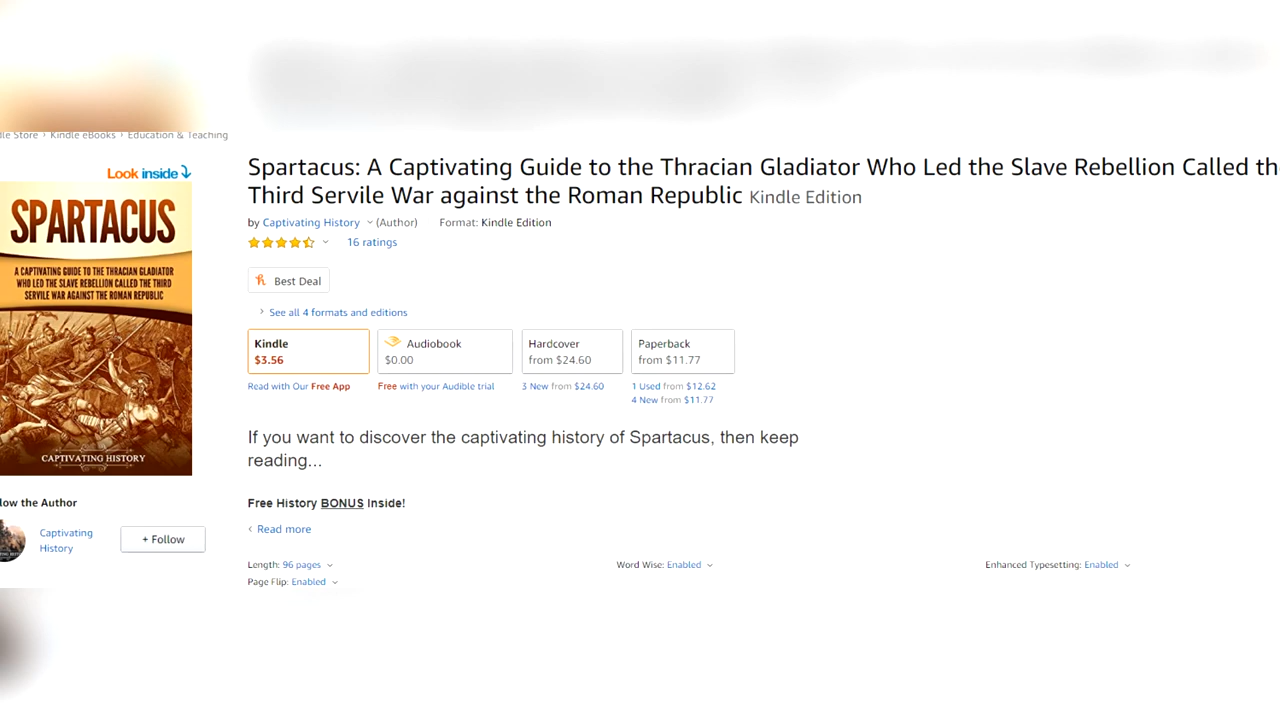 Kindle eBooks › Education & Teaching
Look inside
SPARTACUS
A CAPTIVATING GUIDE TO THE THRACIAN GLADIATOR
WHO LED THE SLAVE REBELLION CALLED THE THIRD
SERVILE WAR AGAINST THE ROMAN REPUBLIC
CAPTIVATING HISTORY
Follow the Author
Captivating
History
+ Follow
Spartacus: A Captivating Guide to the Thracian Gladiator Who Led the Slave Rebellion Called th
Third Servile War against the Roman Republic Kindle Edition
by Captivating History (Author) Format: Kindle Edition
16 ratings
Best Deal
› See all 4 formats and editions
Kindle Audiobook Hardcover Paperback
$3.56 $0.00 from $24.60 from $11.77
Read with Our Free App Free with your Audible trial 3 New from $24.60 1 Used from $12.62
4 New from $11.77
If you want to discover the captivating history of Spartacus, then keep
reading...
Free History BONUS Inside!
‹ Read more
Length: 96 pages Word Wise: Enabled Enhanced Typesetting: Enabled
Page Flip: Enabled